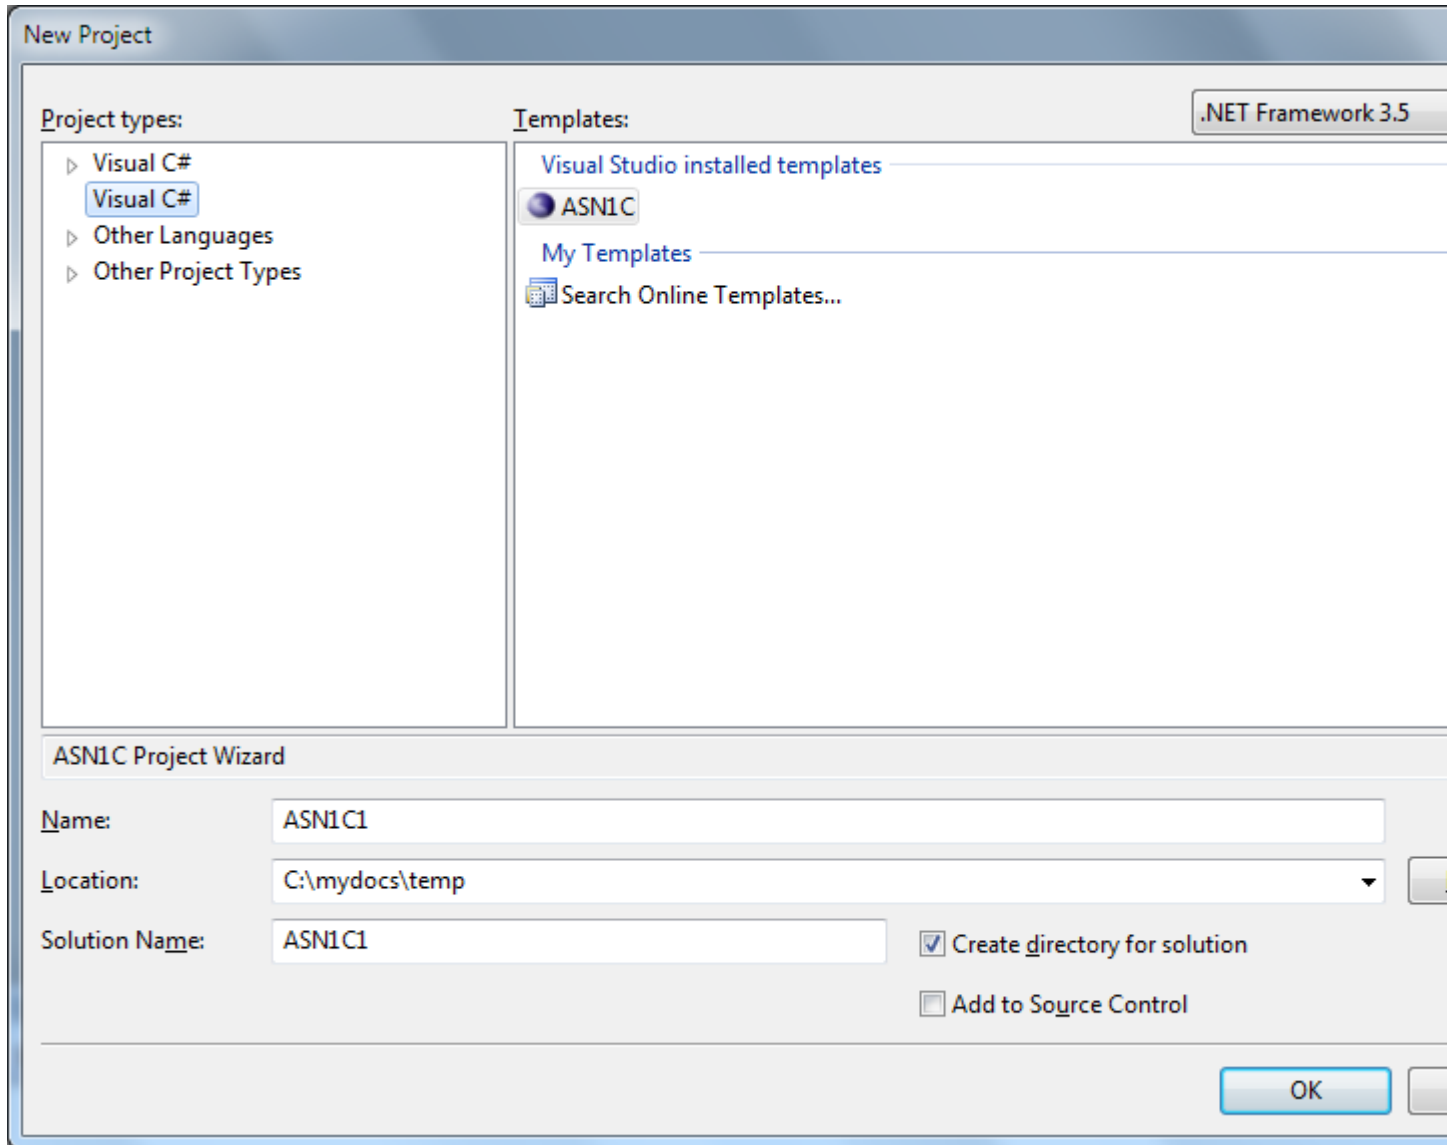 New Project
Project types:
Templates:
.NET Framework 3.5
Visual C#
Visual C#
Other Languages
Other Project Types
Visual Studio installed templates
ASN1C
My Templates
Search Online Templates...
ASN1C Project Wizard
Name:
ASN1C1
Location:
C:\mydocs\temp
Solution Name:
ASN1C1
Create directory for solution
Add to Source Control
OK